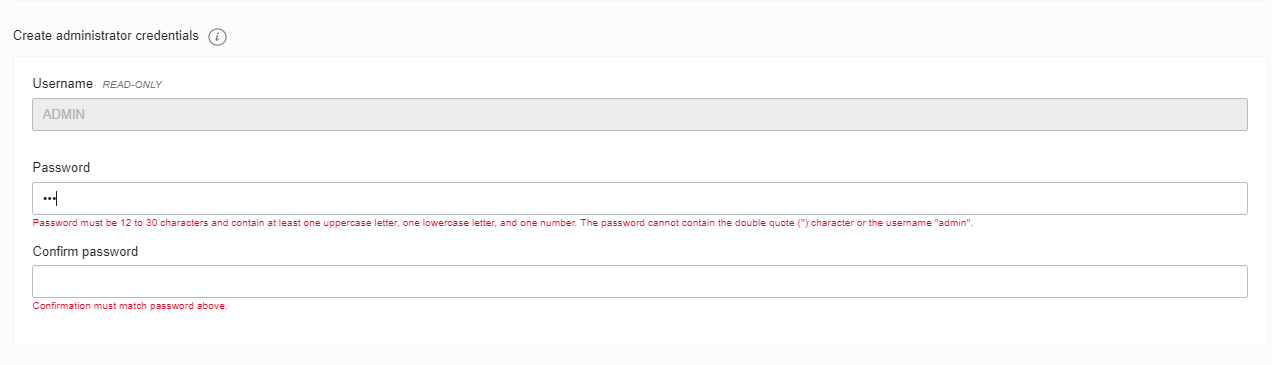 Create administrator credentials i
Username READ-ONLY
ADMIN
Password
•••
Password must be 12 to 30 characters and contain at least one uppercase letter, one lowercase letter, and one number. The password cannot contain the double quote (") character or the username "admin".
Confirm password
Confirmation must match password above.